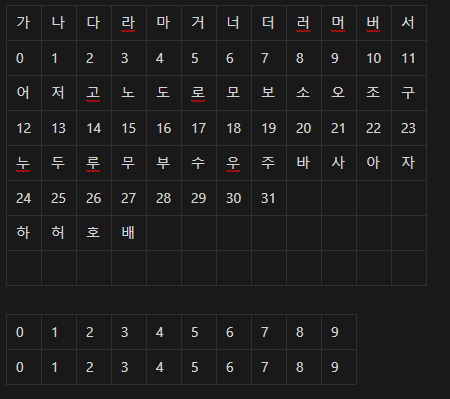 가 나 다 라 마 거 너 더 러 머 버 서
0 1 2 3 4 5 6 7 8 9 10 11
어 저 고 노 도 로 모 보 소 오 조 구
12 13 14 15 16 17 18 19 20 21 22 23
누 두 루 무 부 수 우 주 바 사 아 자
24 25 26 27 28 29 30 31
하 허 호 배
0 1 2 3 4 5 6 7 8 9
0 1 2 3 4 5 6 7 8 9